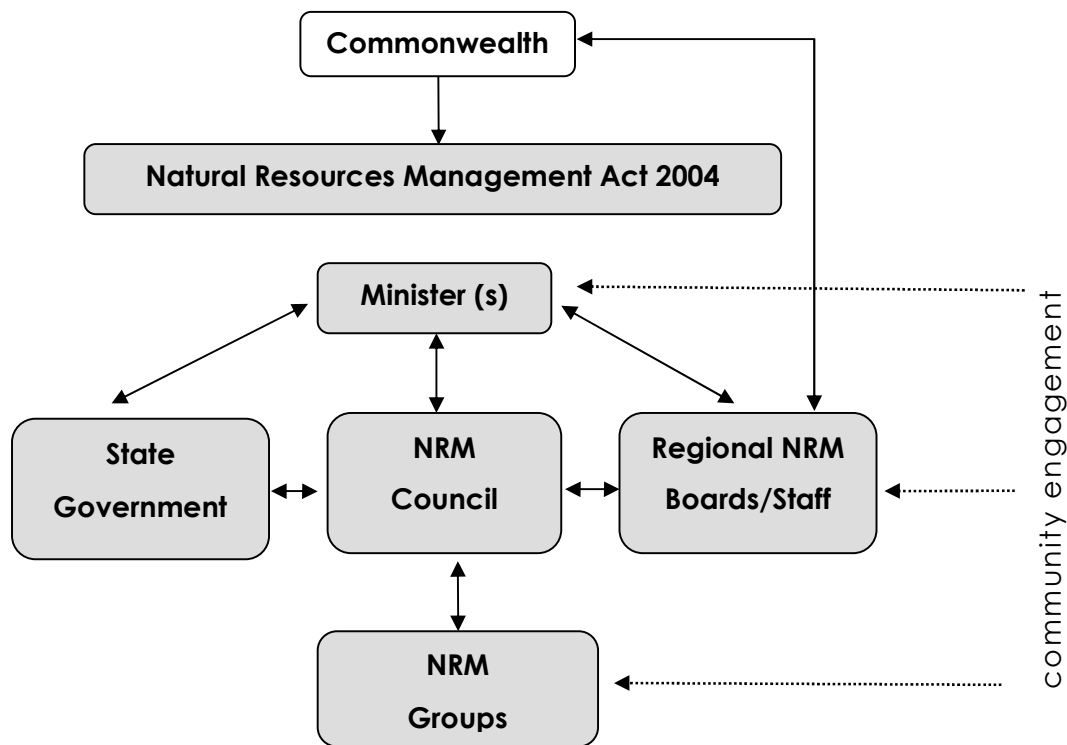 Commonwealth
Natural Resources Management Act 2004
Minister (s)
State
Government
NRM
Council
Regional NRM
Boards/Staff
NRM
Groups
community engagement